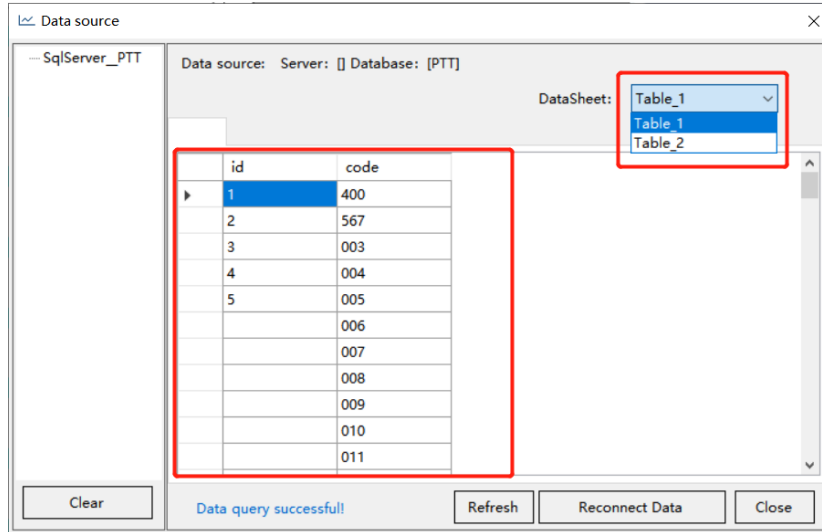 Data source
SqlServer__PTT
Data source: Server: [] Database: [PTT]
DataSheet: Table_1
Table_1
Table_2
id code
1 400
2 567
3 003
4 004
5 005
006
007
008
009
010
011
Clear
Data query successful!
Refresh
Reconnect Data
Close